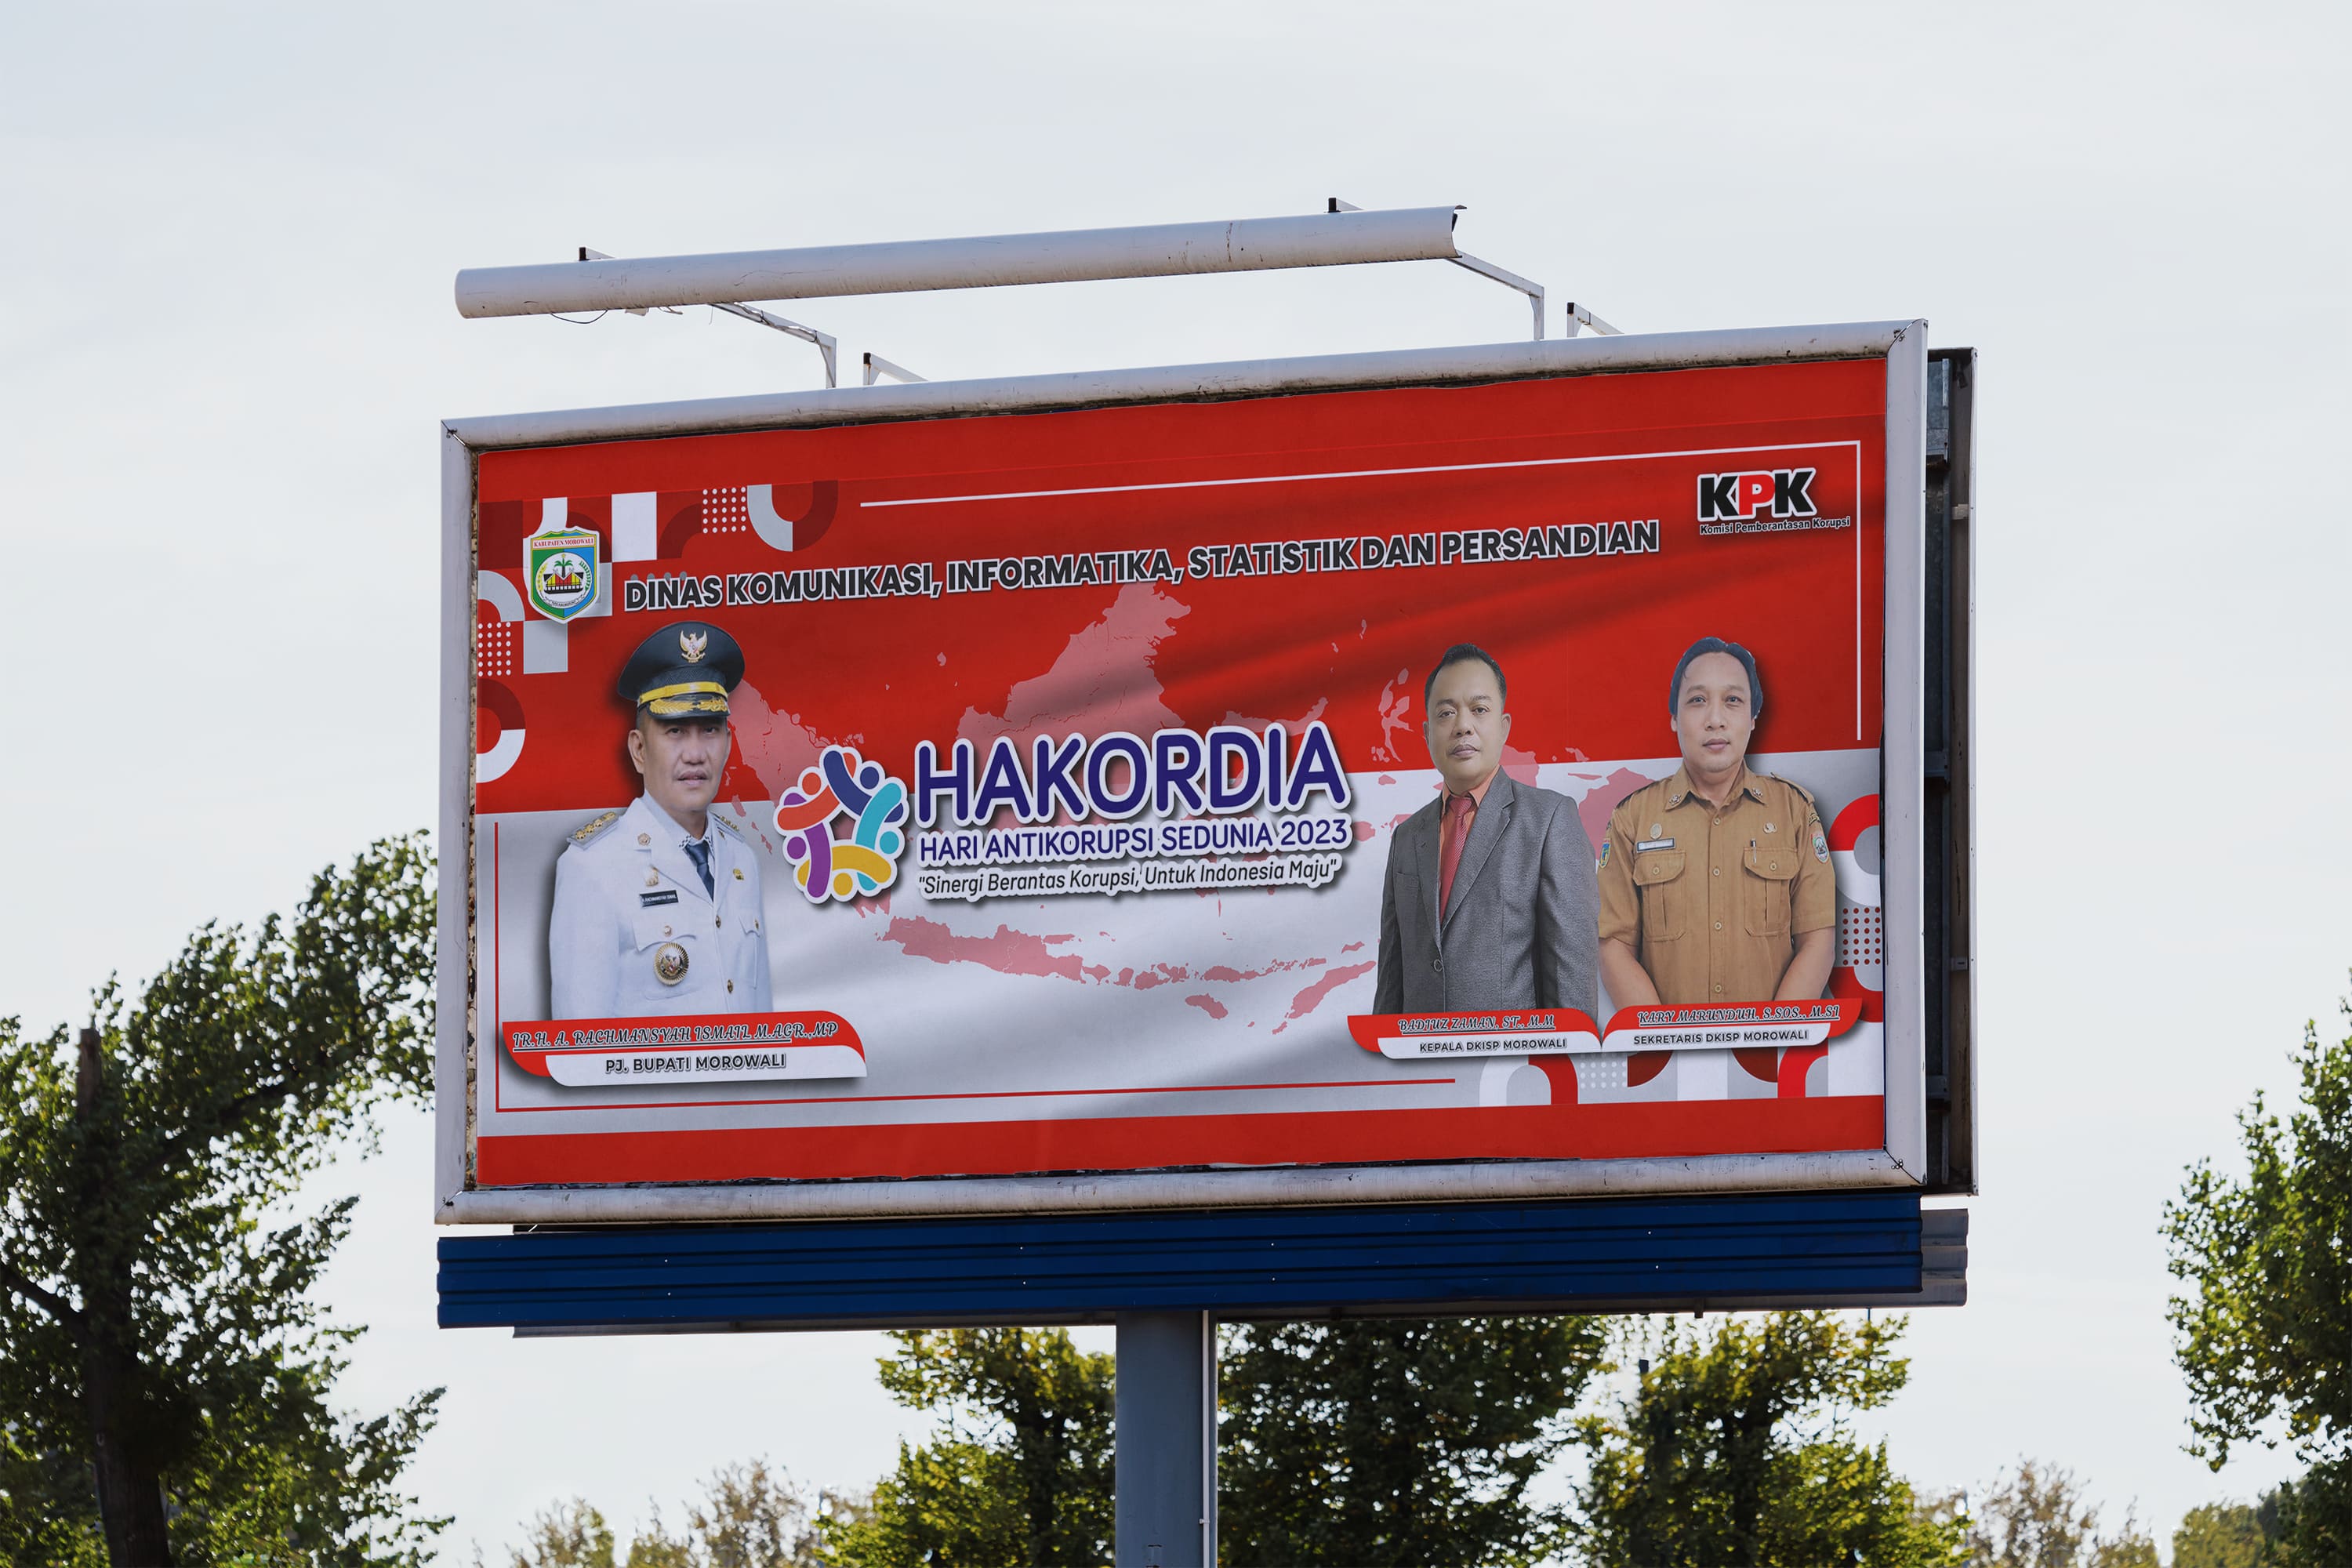 KABUPATEN MOROWALI
KPK
Komisi Pemberantasan Korupsi
DINAS KOMUNIKASI, INFORMATIKA, STATISTIK DAN PERSANDIAN
HAKORDIA
HARI ANTIKORUPSI SEDUNIA 2023
"Sinergi Berantas Korupsi, Untuk Indonesia Maju"
IR.H. A. RACHMANSYAH ISMAIL M.AGR.,MP
PJ. BUPATI MOROWALI
BADIUZ ZAMAN, ST., M.M
KEPALA DKISP MOROWALI
KARY MARUNDUH, S.SOS., M.SI
SEKRETARIS DKISP MOROWALI